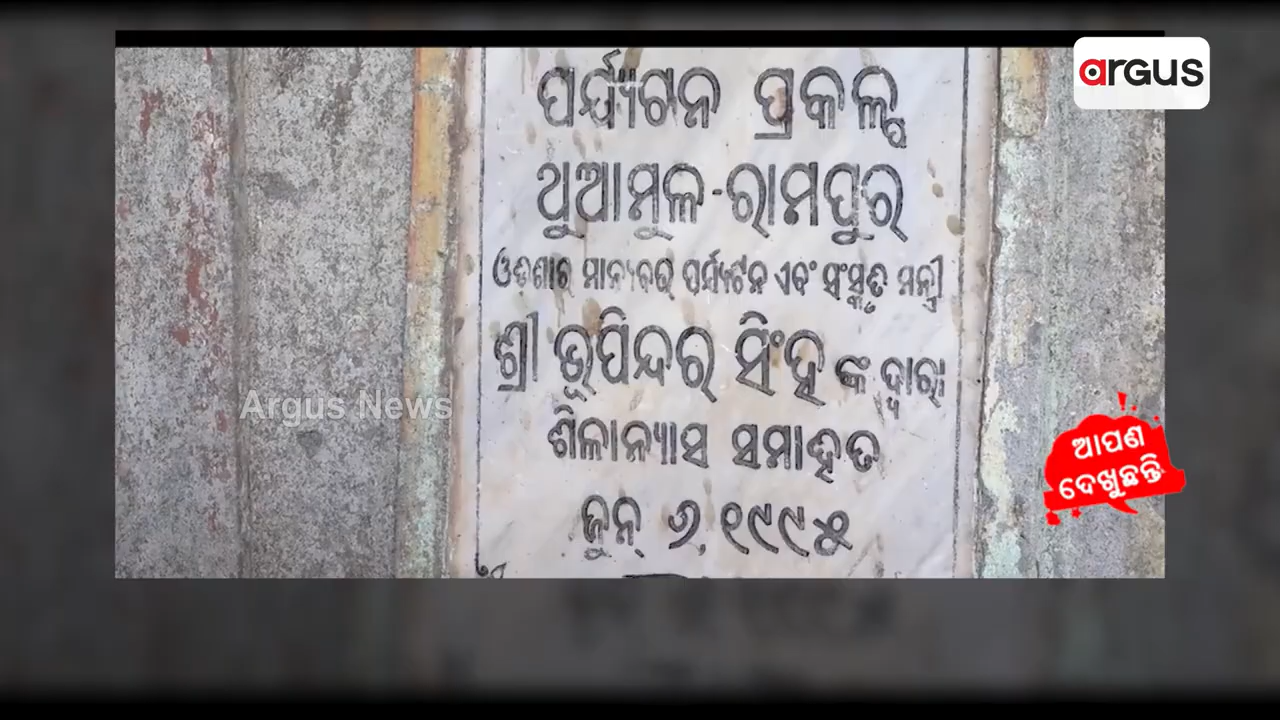 argus
ପର୍ଯ୍ୟଟନ ପ୍ରକଳ୍ପ
ଥୁଆମୁଳ-ରାମପୁର
ଓଡଶାର ମାନ୍ୟବର ପର୍ଯ୍ୟଟନ ଏବଂ ସଂସ୍କୃତ ମନ୍ତ୍ରୀ
ଶ୍ରୀ ଭୂପିନ୍ଦର ସିଂହ ଙ୍କ ଦ୍ୱାରା
Argus News
ଶିଳାନ୍ୟାସ ସମାହୃତ
ଜୁନ୍ ୬,୧୯୯୫
ଆପଣ
ଦେଖୁଛନ୍ତି